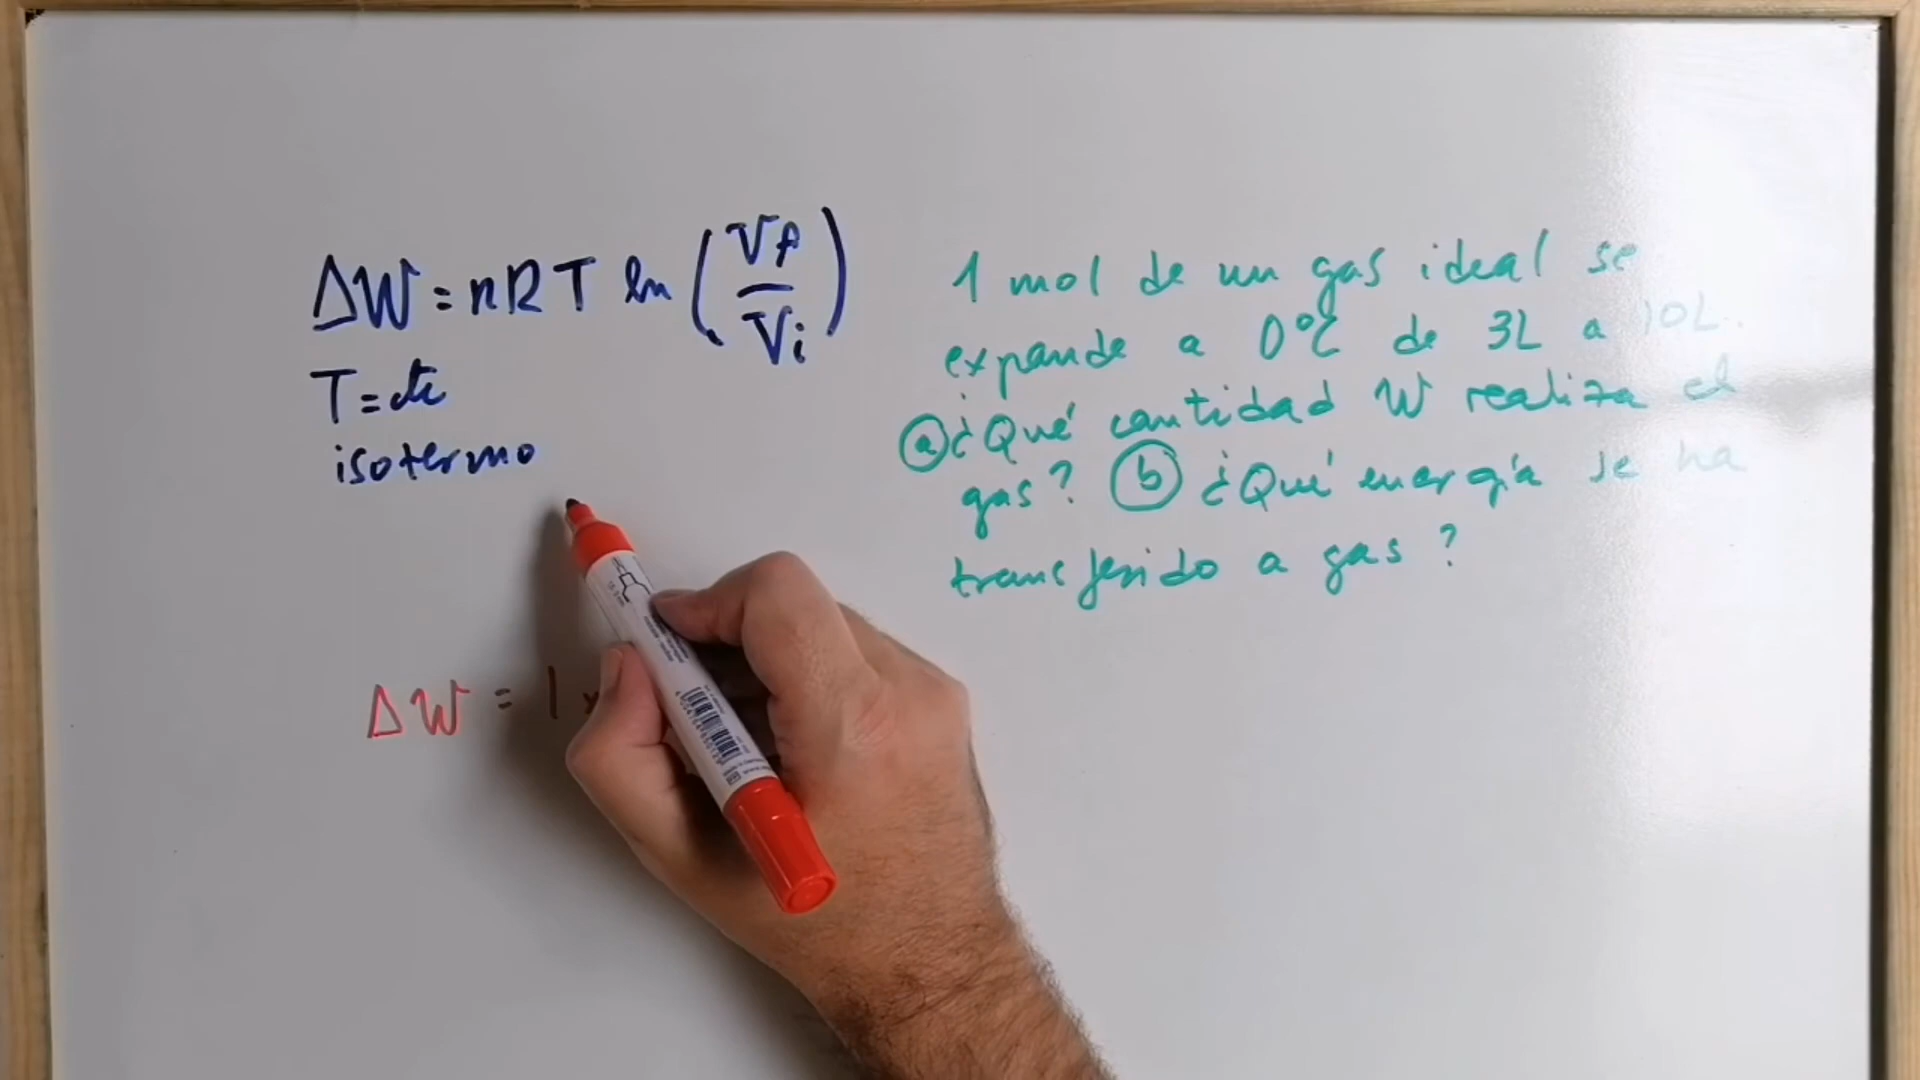 ΔW = nRT ln (Vf/Vi)
T = cte
isotermo
1 mol de un gas ideal se
expande a 0°C de 3L a 10L.
a ¿Qué cantidad W realiza el
gas? b ¿Qué energía se ha
transferido a gas?
ΔW = 1 x